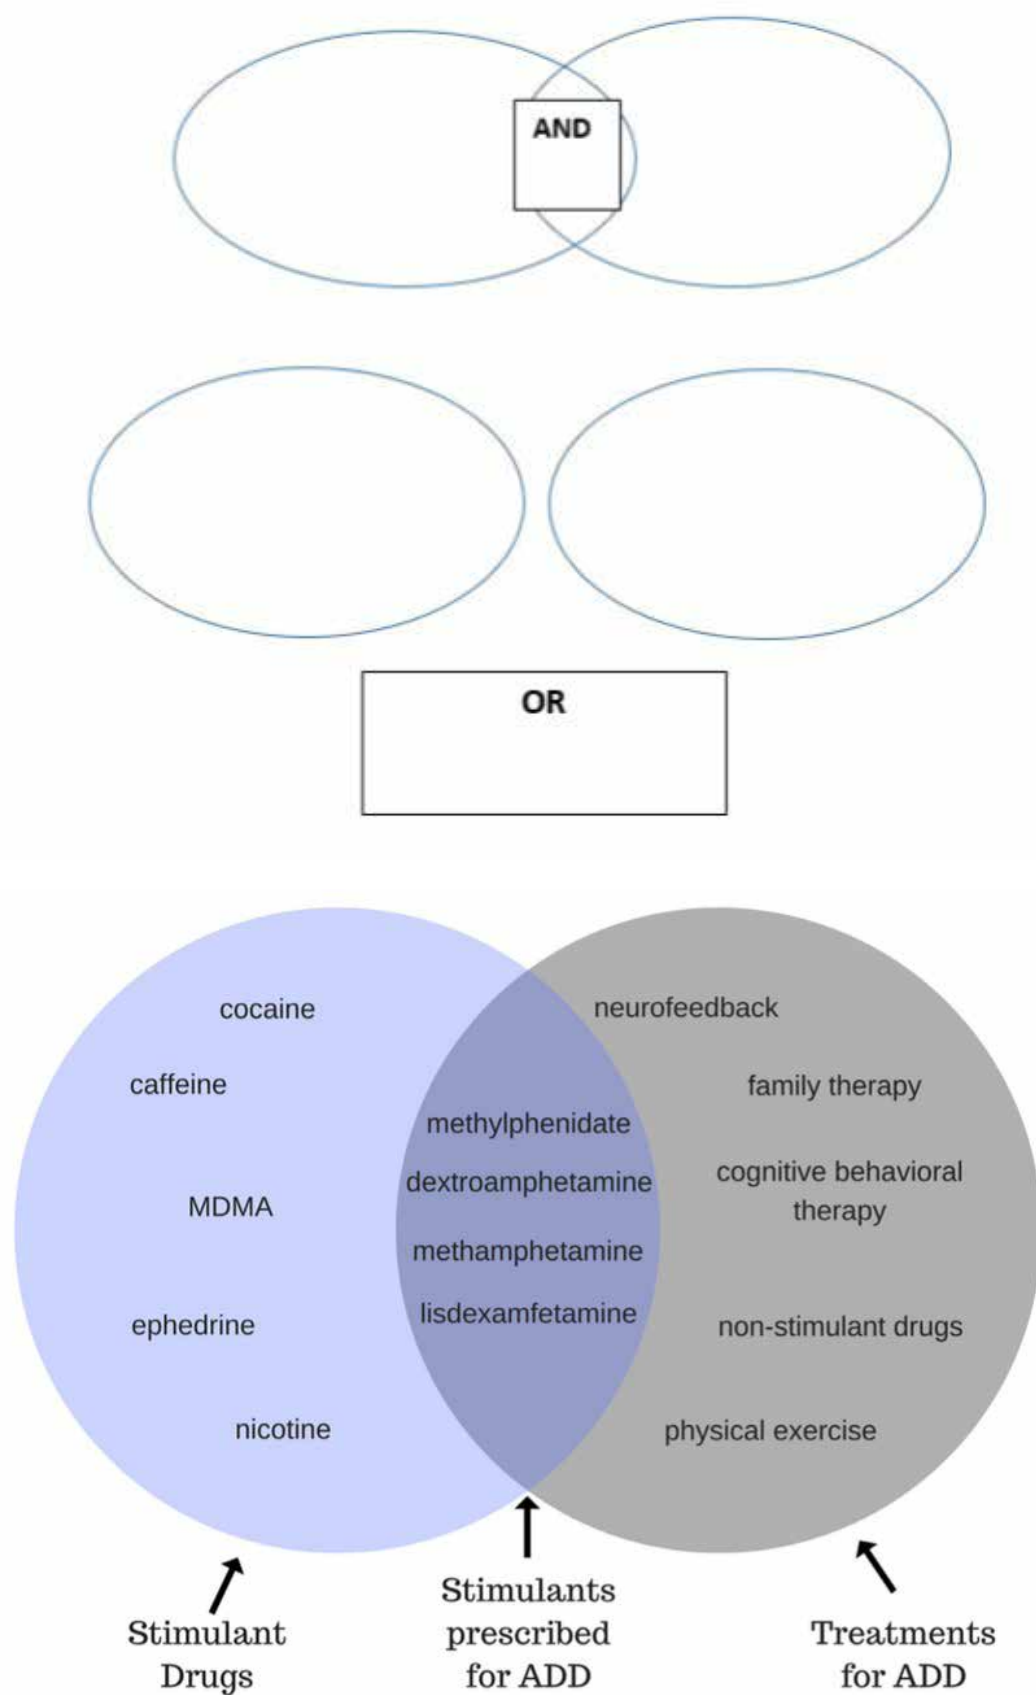 AND
OR
cocaine
neurofeedback
caffeine
family therapy
methylphenidate
dextroamphetamine
cognitive behavioral
therapy
MDMA
methamphetamine
lisdexamfetamine
ephedrine
non-stimulant drugs
nicotine
physical exercise
Stimulant
Drugs
Stimulants
prescribed
for ADD
Treatments
for ADD